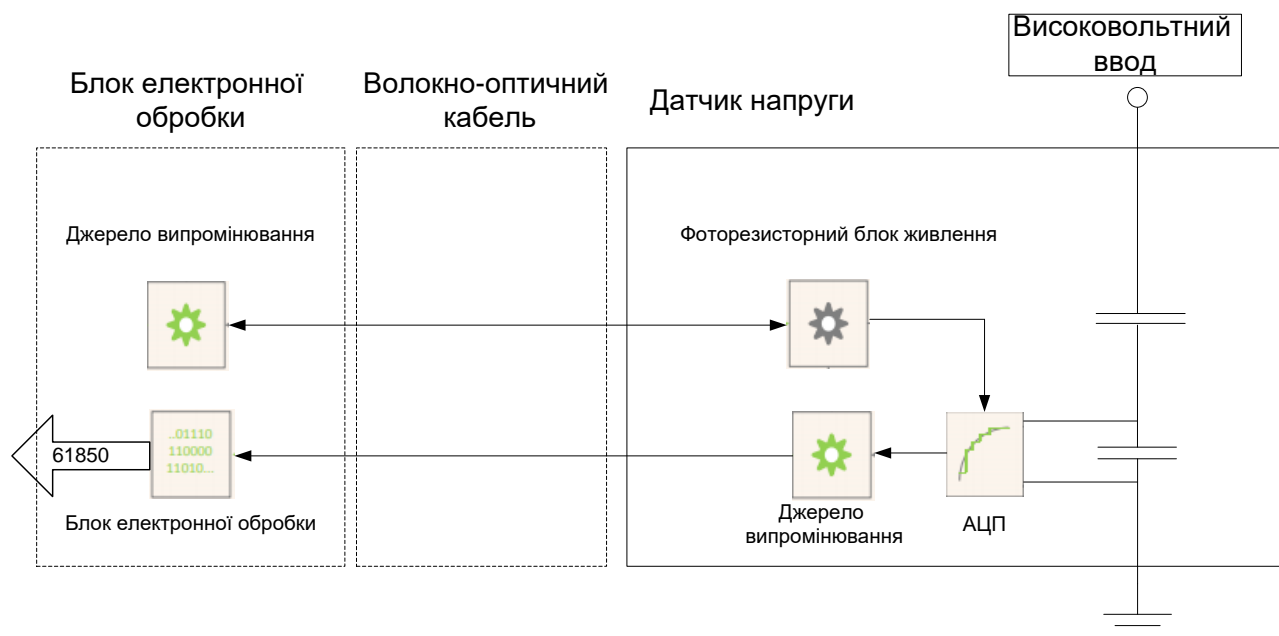 Високовольтний
ввод
Блок електронної
обробки
Волокно-оптичний
кабель
Датчик напруги
Джерело випромінювання
Фоторезисторний блок живлення
61850
..01110
110000
11010...
Блок електронної обробки
Джерело
випромінювання
АЦП